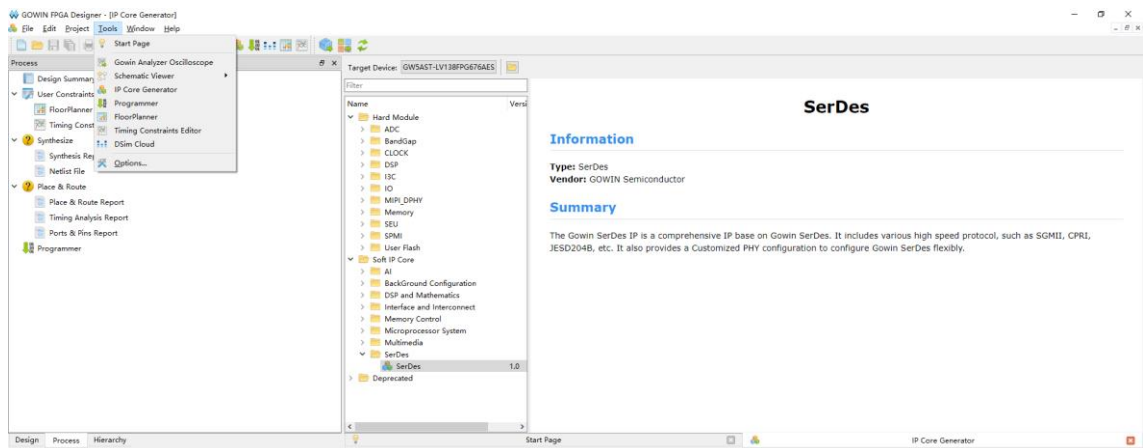 GOWIN FPGA Designer - [IP Core Generator]
File Edit Project Tools Window Help
Start Page
Gowin Analyzer Oscilloscope
Schematic Viewer
IP Core Generator
Programmer
FloorPlanner
Timing Constraints Editor
DSim Cloud
Options...
Process
Design Summary
User Constraints
FloorPlanner
Timing Const
Synthesize
Synthesis Rep
Netlist File
Place & Route
Place & Route Report
Timing Analysis Report
Ports & Pins Report
Programmer
Design Process Hierarchy
Target Device: GW5AST-LV138FPG676AES
Filter
Name Versi
Hard Module
ADC
BandGap
CLOCK
DSP
I3C
IO
MIPI_DPHY
Memory
SEU
SPMI
User Flash
Soft IP Core
AI
BackGround Configuration
DSP and Mathematics
Interface and Interconnect
Memory Control
Microprocessor System
Multimedia
SerDes
SerDes 1.0
Deprecated
SerDes
Information
Type: SerDes
Vendor: GOWIN Semiconductor
Summary
The Gowin SerDes IP is a comprehensive IP base on Gowin SerDes. It includes various high speed protocol, such as SGMII, CPRI,
JESD204B, etc. It also provides a Customized PHY configuration to configure Gowin SerDes flexibly.
Start Page IP Core Generator